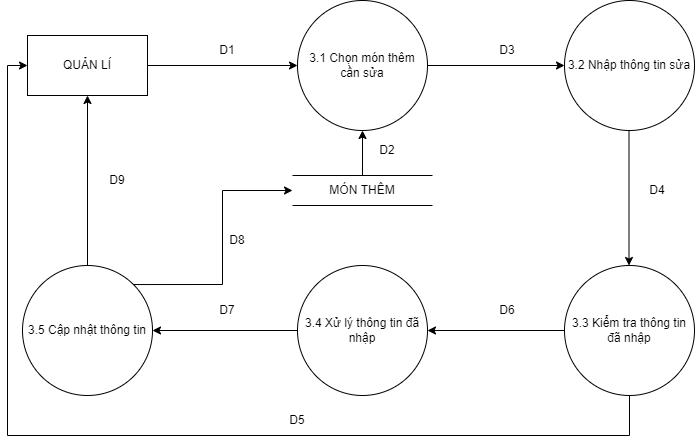 QUẢN LÍ
D1
3.1 Chọn món thêm
cần sửa
D3
3.2 Nhập thông tin sửa
D2
MÓN THÊM
D9
D8
D4
3.5 Cập nhật thông tin
D7
3.4 Xử lý thông tin đã
nhập
D6
3.3 Kiểm tra thông tin
đã nhập
D5